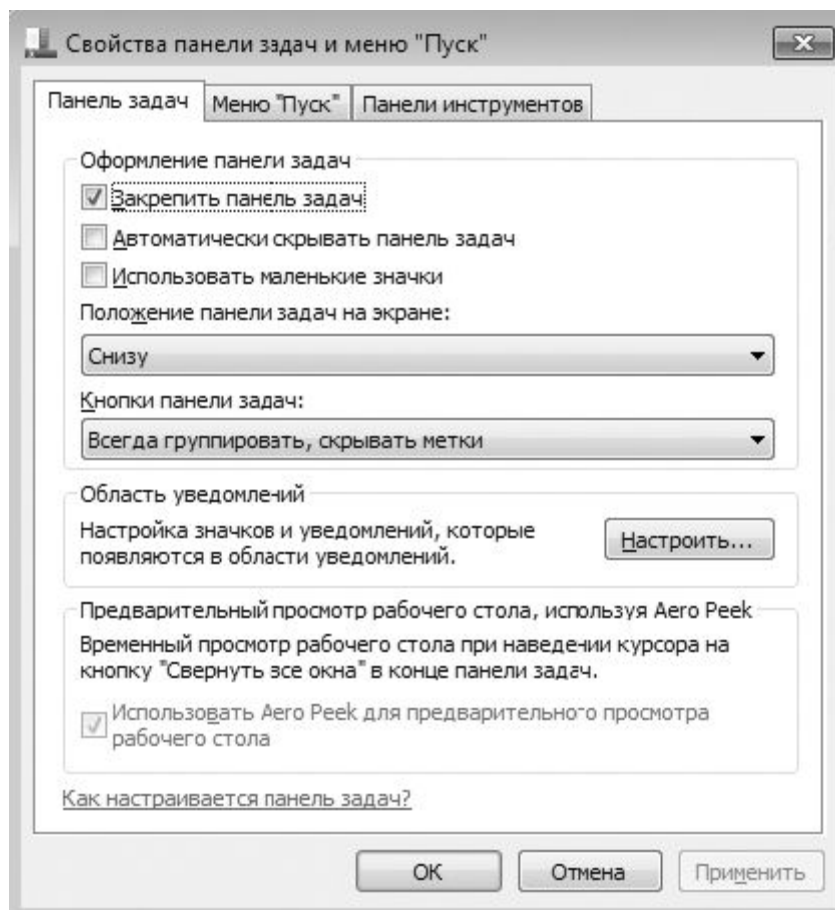 Свойства панели задач и меню "Пуск"
Панель задач
Меню "Пуск"
Панели инструментов
Оформление панели задач
Закрепить панель задач
Автоматически скрывать панель задач
Использовать маленькие значки
Положение панели задач на экране:
Снизу
Кнопки панели задач:
Всегда группировать, скрывать метки
Область уведомлений
Настройка значков и уведомлений, которые
появляются в области уведомлений.
Настроить...
Предварительный просмотр рабочего стола, используя Aero Peek
Временный просмотр рабочего стола при наведении курсора на
кнопку "Свернуть все окна" в конце панели задач.
Использовать Aero Peek для предварительного просмотра
рабочего стола
Как настраивается панель задач?
ОК
Отмена
Применить